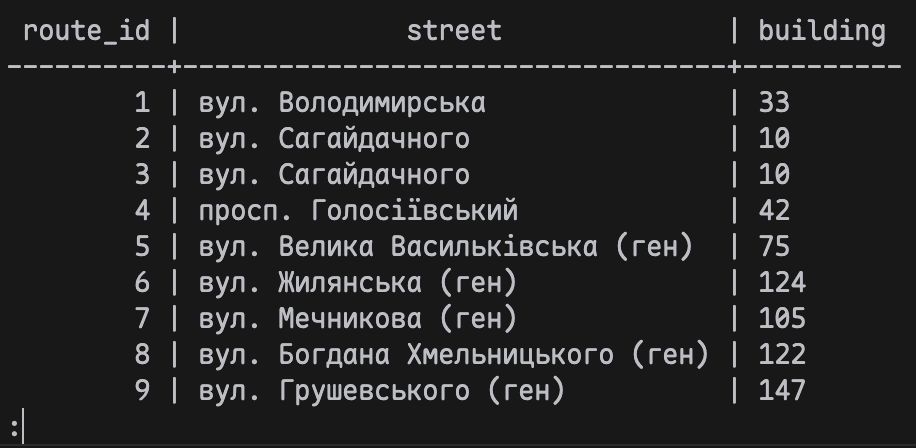 route_id | street | building
----------+----------------------------------+----------
1 | вул. Володимирська | 33
2 | вул. Сагайдачного | 10
3 | вул. Сагайдачного | 10
4 | просп. Голосіївський | 42
5 | вул. Велика Васильківська (ген) | 75
6 | вул. Жилянська (ген) | 124
7 | вул. Мечникова (ген) | 105
8 | вул. Богдана Хмельницького (ген) | 122
9 | вул. Грушевського (ген) | 147
: